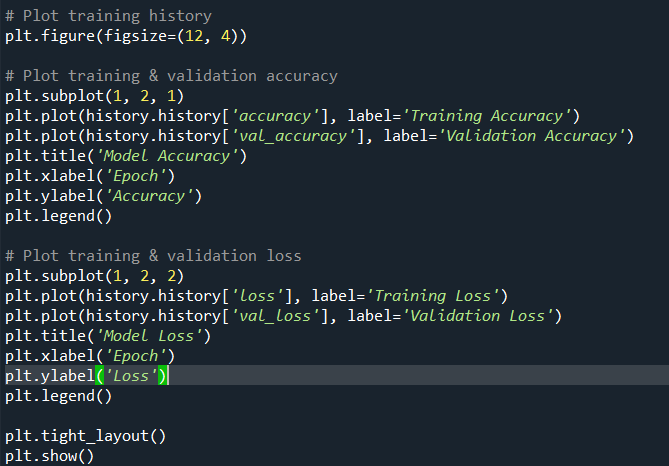 # Plot training history
plt.figure(figsize=(12, 4))
# Plot training & validation accuracy
plt.subplot(1, 2, 1)
plt.plot(history.history['accuracy'], label='Training Accuracy')
plt.plot(history.history['val_accuracy'], label='Validation Accuracy')
plt.title('Model Accuracy')
plt.xlabel('Epoch')
plt.ylabel('Accuracy')
plt.legend()
# Plot training & validation loss
plt.subplot(1, 2, 2)
plt.plot(history.history['loss'], label='Training Loss')
plt.plot(history.history['val_loss'], label='Validation Loss')
plt.title('Model Loss')
plt.xlabel('Epoch')
plt.ylabel('Loss')
plt.legend()
plt.tight_layout()
plt.show()